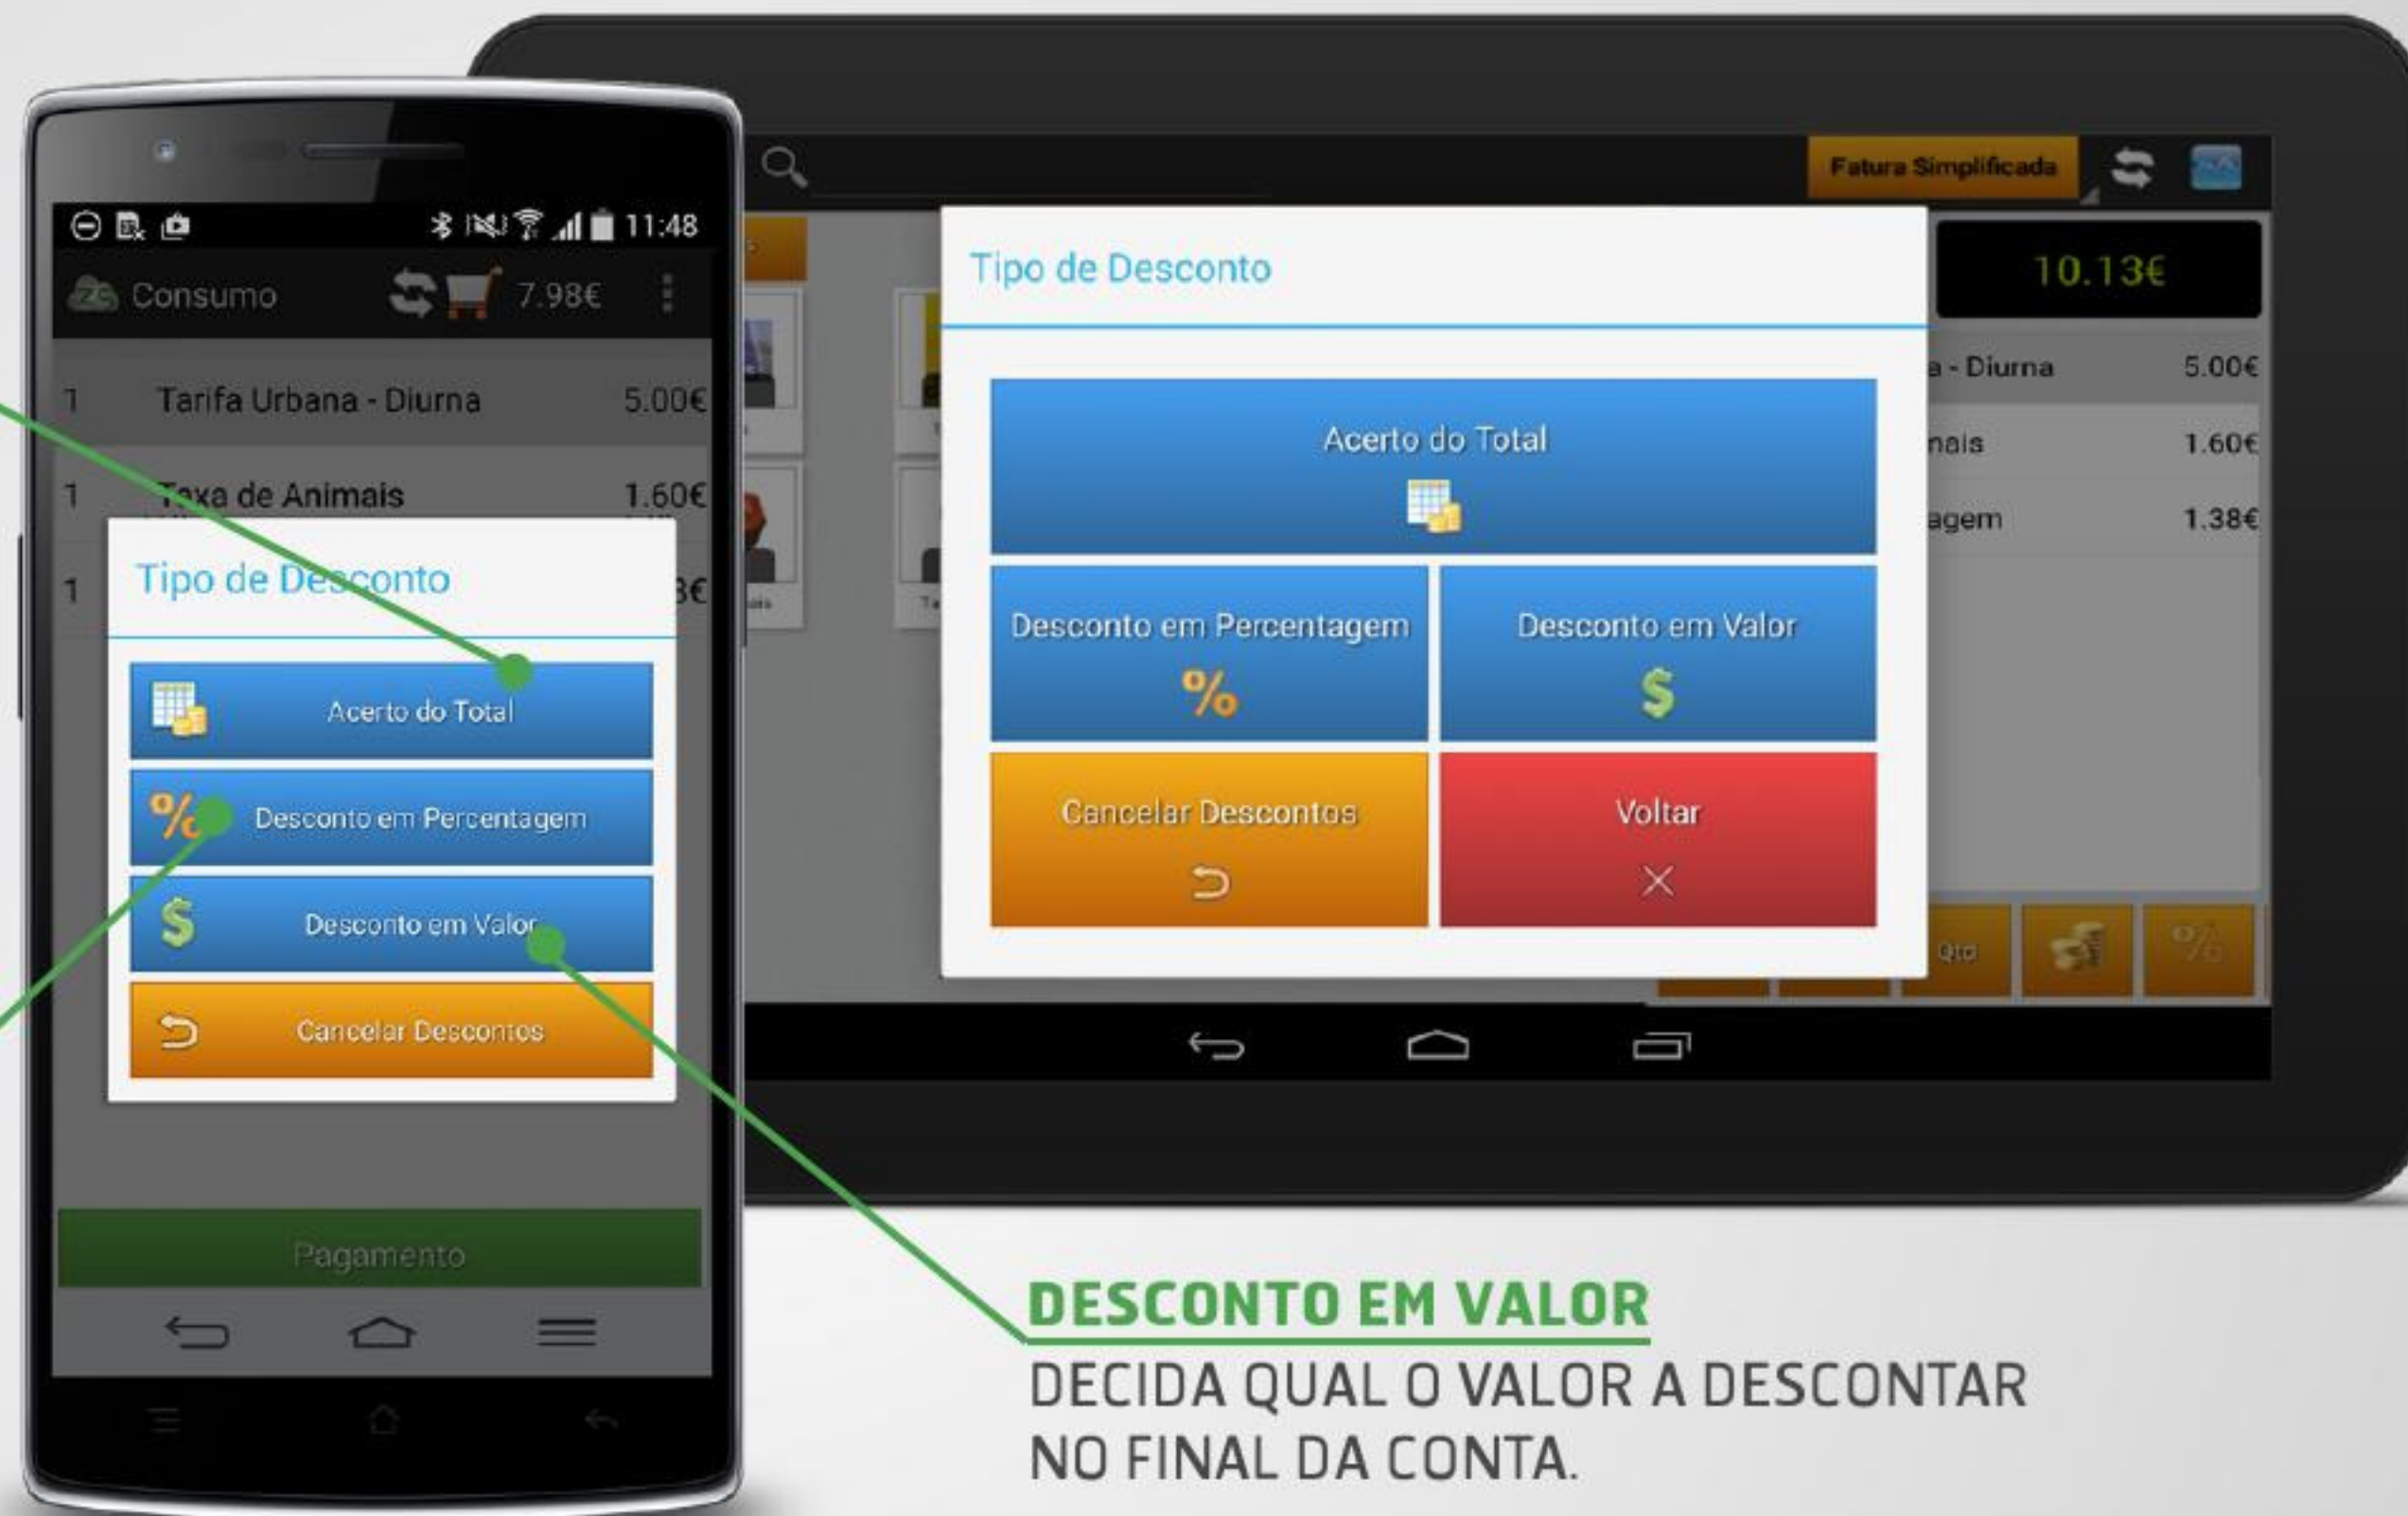 11:48
Consumo 7.98€
1 Tarifa Urbana - Diurna 5.00€
1 Taxa de Animais 1.60€
1 8€
Tipo de Desconto
Acerto do Total
% Desconto em Percentagem
$ Desconto em Valor
Cancelar Descontos
Pagamento
Fatura Simplificada
10.13€
a - Diurna 5.00€
nais 1.60€
agem 1.38€
Tipo de Desconto
Acerto do Total
Desconto em Percentagem
%
Desconto em Valor
$
Cancelar Descontos
Voltar
Qtd
%
DESCONTO EM VALOR
DECIDA QUAL O VALOR A DESCONTAR
NO FINAL DA CONTA.